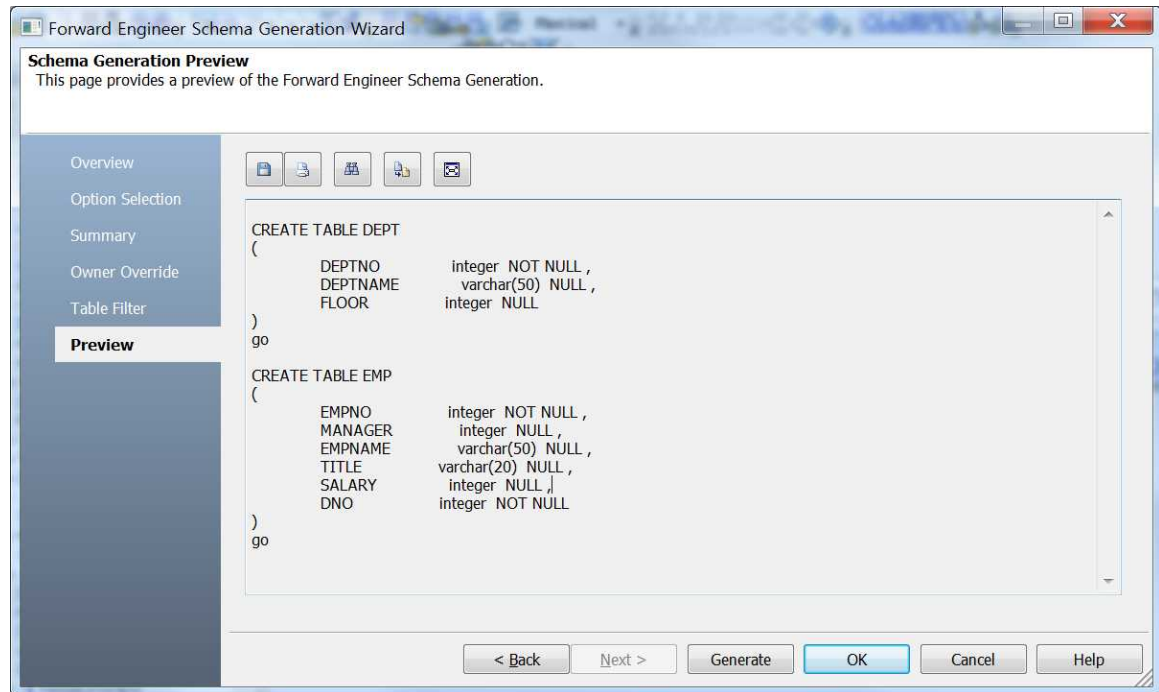 Forward Engineer Schema Generation Wizard
Schema Generation Preview
This page provides a preview of the Forward Engineer Schema Generation.
Overview
Option Selection
Summary
Owner Override
Table Filter
Preview
CREATE TABLE DEPT
(
DEPTNO integer NOT NULL ,
DEPTNAME varchar(50) NULL ,
FLOOR integer NULL
)
go
CREATE TABLE EMP
(
EMPNO integer NOT NULL ,
MANAGER integer NULL ,
EMPNAME varchar(50) NULL ,
TITLE varchar(20) NULL ,
SALARY integer NULL ,
DNO integer NOT NULL
)
go
< Back Next > Generate OK Cancel Help